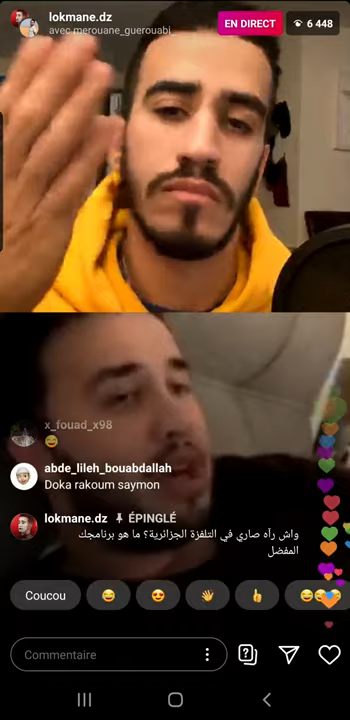 lokmane.dz
avec merouane_guerouabi_
EN DIRECT
6 448
x_fouad_x98
😂
abde_lileh_bouabdallah
Doka rakoum saymon
lokmane.dz ÉPINGLÉ
واش رآه صاري في التلفزة الجزائرية؟ ما هو برنامجك
المفضل
Coucou
Commentaire